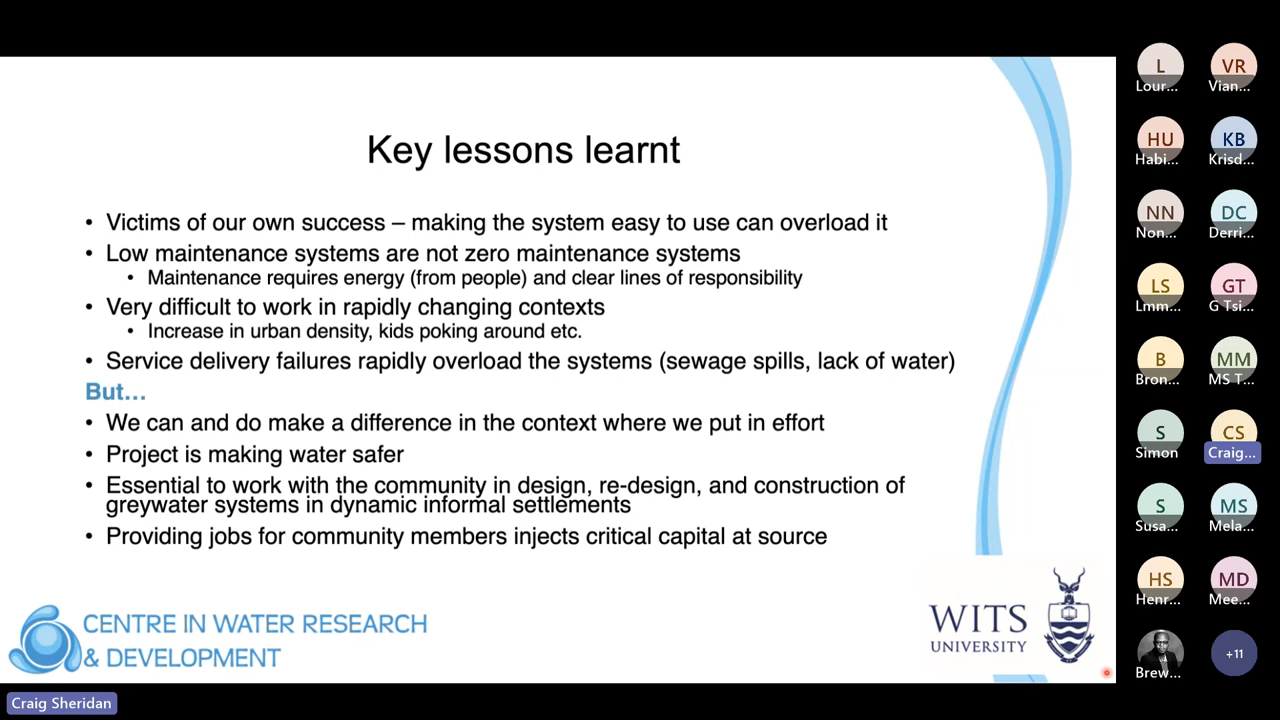 Key lessons learnt
• Victims of our own success – making the system easy to use can overload it
• Low maintenance systems are not zero maintenance systems
• Maintenance requires energy (from people) and clear lines of responsibility
• Very difficult to work in rapidly changing contexts
• Increase in urban density, kids poking around etc.
• Service delivery failures rapidly overload the systems (sewage spills, lack of water)
But…
• We can and do make a difference in the context where we put in effort
• Project is making water safer
• Essential to work with the community in design, re-design, and construction of
greywater systems in dynamic informal settlements
• Providing jobs for community members injects critical capital at source
CENTRE IN WATER RESEARCH
& DEVELOPMENT
WITS
UNIVERSITY
Craig Sheridan
L
Lour...
VR
Vian...
HU
Habi...
KB
Krisd...
NN
Non...
DC
Derri...
LS
Lmm...
GT
G Tsi...
B
Bron...
MM
MS T...
S
Simon
CS
Craig...
S
Susa...
MS
Mela...
HS
Henr...
MD
Mee...
Brew...
+11